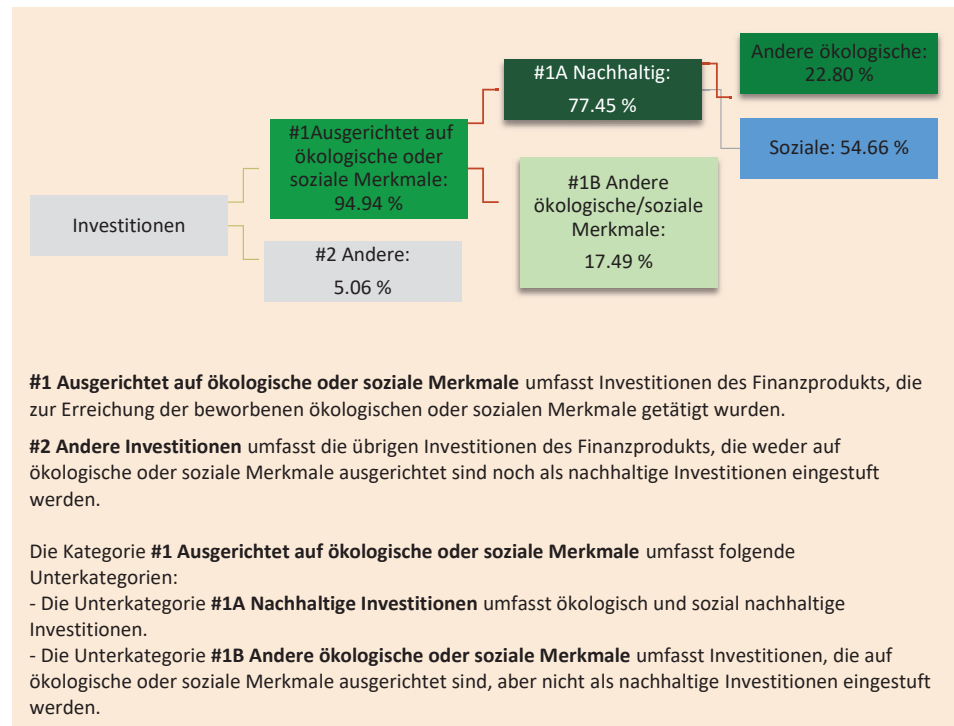 Andere ökologische:
22.80 %
#1A Nachhaltig:
77.45 %
#1Ausgerichtet auf
ökologische oder
soziale Merkmale:
94.94 %
Soziale: 54.66 %
#1B Andere
ökologische/soziale
Merkmale:
17.49 %
Investitionen
#2 Andere:
5.06 %
#1 Ausgerichtet auf ökologische oder soziale Merkmale umfasst Investitionen des Finanzprodukts, die
zur Erreichung der beworbenen ökologischen oder sozialen Merkmale getätigt wurden.
#2 Andere Investitionen umfasst die übrigen Investitionen des Finanzprodukts, die weder auf
ökologische oder soziale Merkmale ausgerichtet sind noch als nachhaltige Investitionen eingestuft
werden.
Die Kategorie #1 Ausgerichtet auf ökologische oder soziale Merkmale umfasst folgende
Unterkategorien:
- Die Unterkategorie #1A Nachhaltige Investitionen umfasst ökologisch und sozial nachhaltige
Investitionen.
- Die Unterkategorie #1B Andere ökologische oder soziale Merkmale umfasst Investitionen, die auf
ökologische oder soziale Merkmale ausgerichtet sind, aber nicht als nachhaltige Investitionen eingestuft
werden.